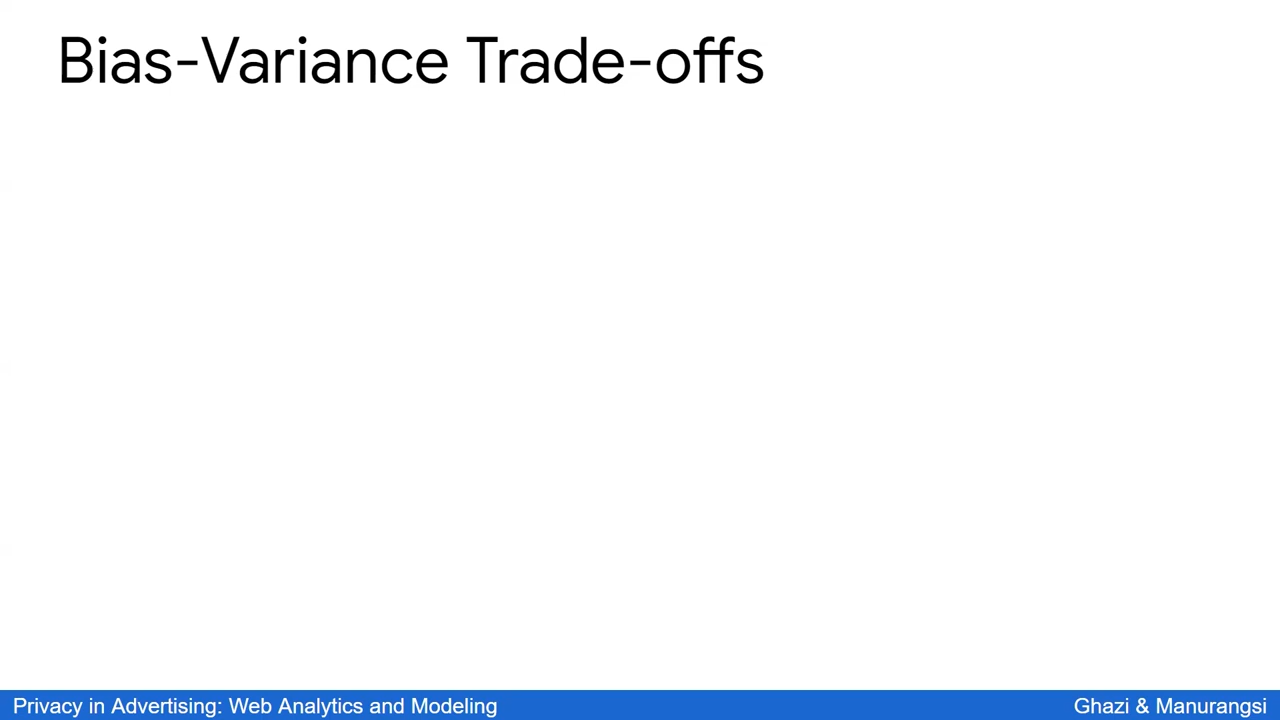 Bias-Variance Trade-offs
Privacy in Advertising: Web Analytics and Modeling
Ghazi & Manurangsi